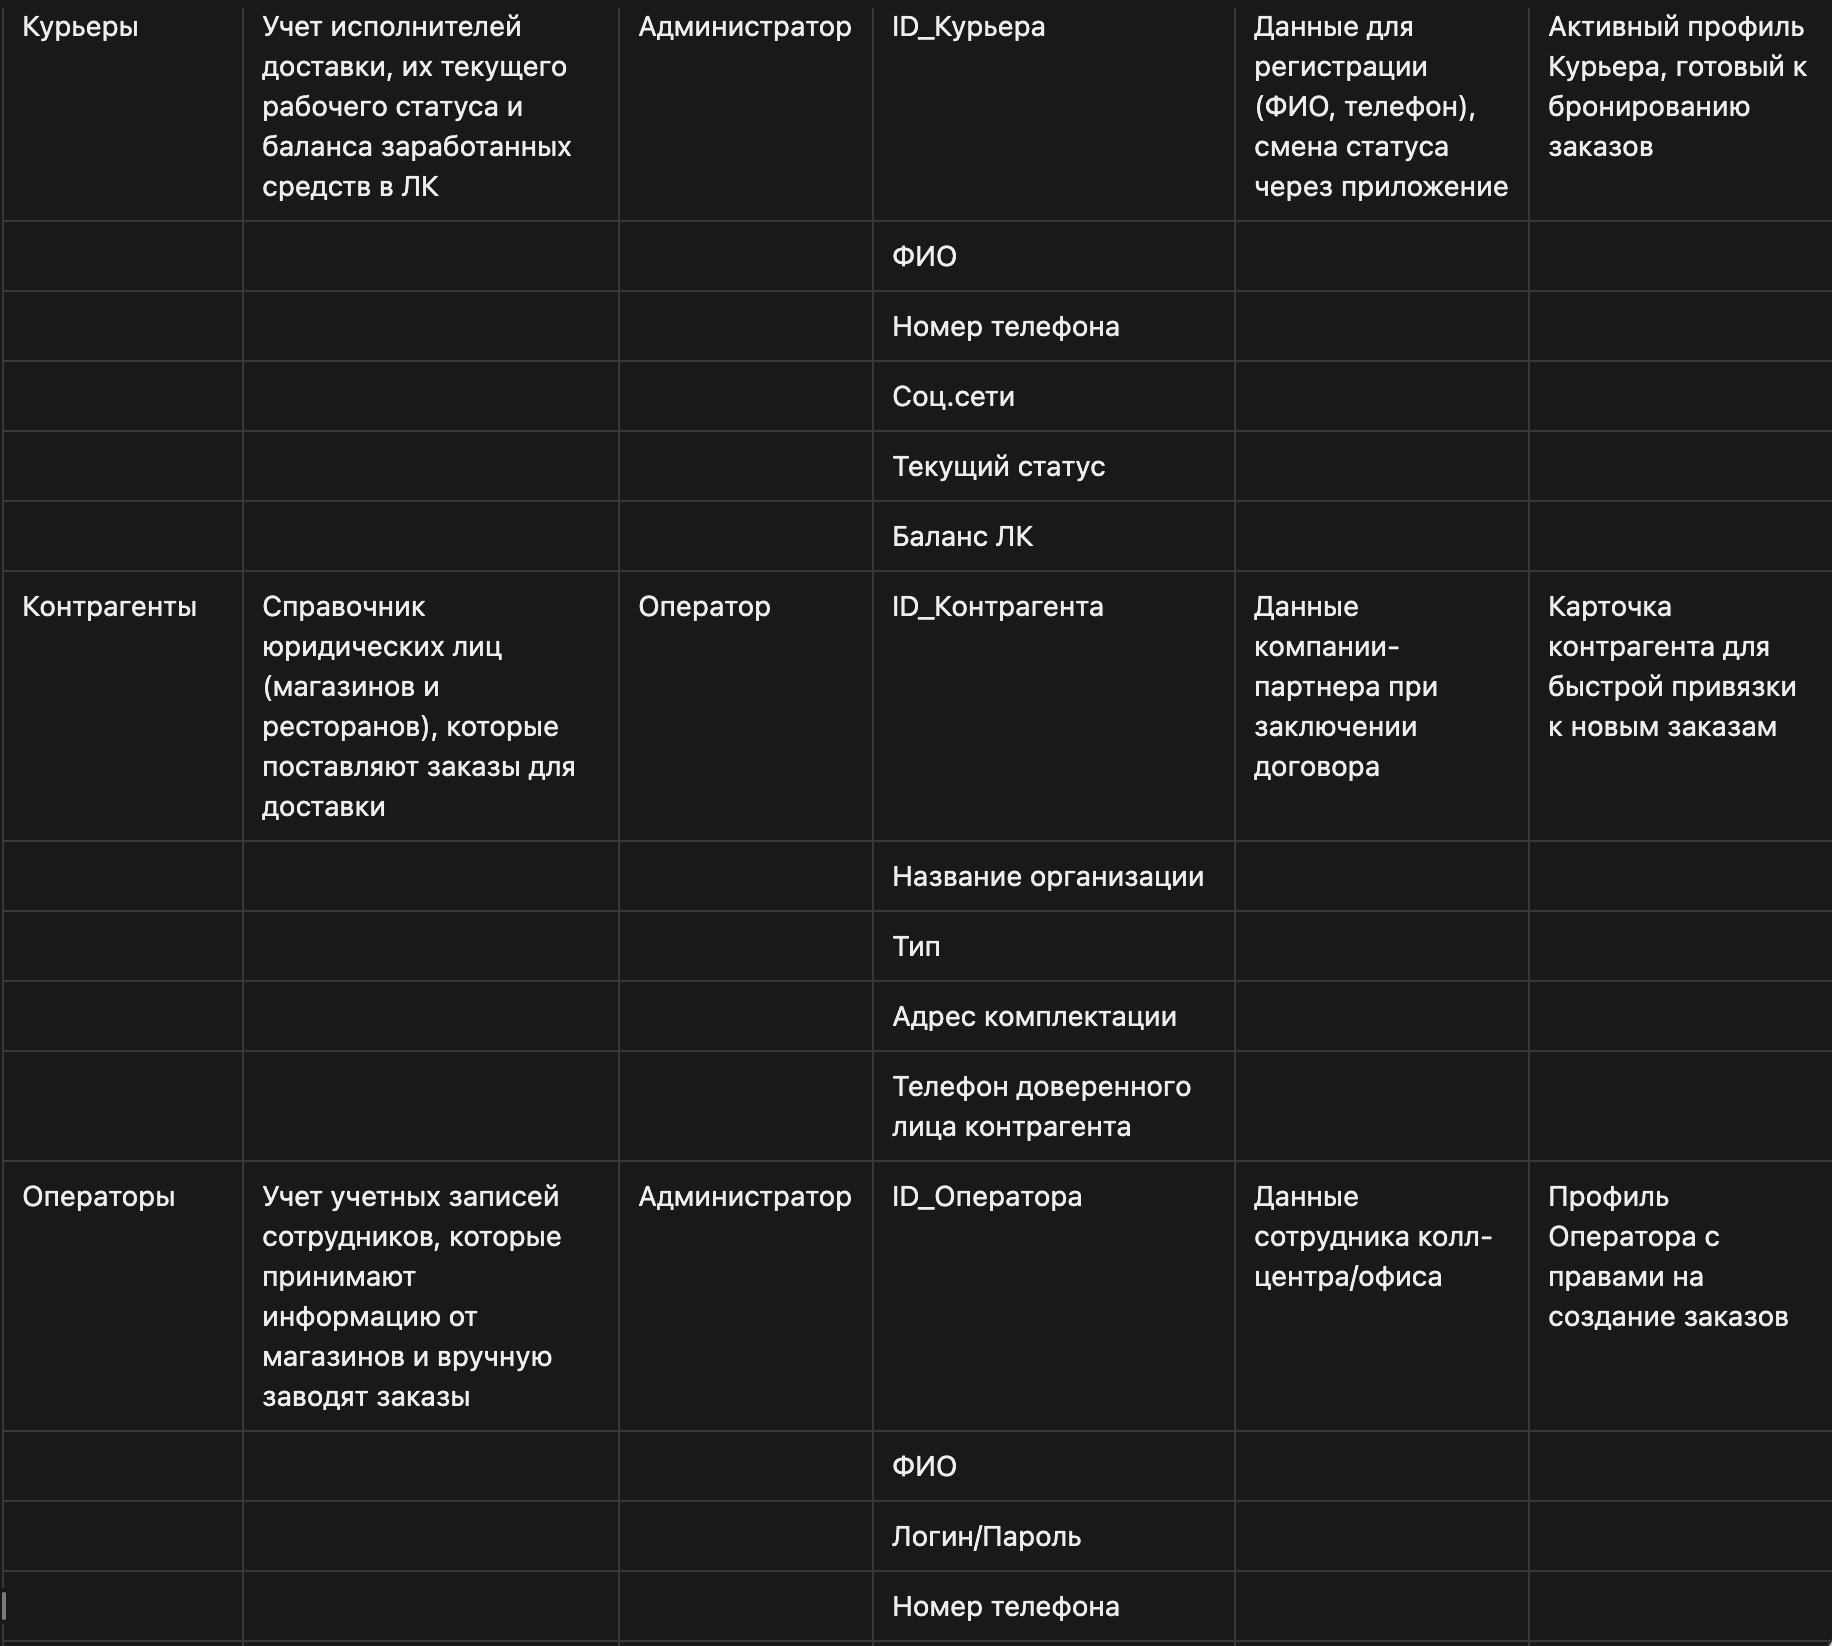 Курьеры
Учет исполнителей
доставки, их текущего
рабочего статуса и
баланса заработанных
средств в ЛК
Администратор
ID_Курьера
Данные для
регистрации
(ФИО, телефон),
смена статуса
через приложение
Активный профиль
Курьера, готовый к
бронированию
заказов
ФИО
Номер телефона
Соц.сети
Текущий статус
Баланс ЛК
Контрагенты
Справочник
юридических лиц
(магазинов и
ресторанов), которые
поставляют заказы для
доставки
Оператор
ID_Контрагента
Данные
компании-
партнера при
заключении
договора
Карточка
контрагента для
быстрой привязки
к новым заказам
Название организации
Тип
Адрес комплектации
Телефон доверенного
лица контрагента
Операторы
Учет учетных записей
сотрудников, которые
принимают
информацию от
магазинов и вручную
заводят заказы
Администратор
ID_Оператора
Данные
сотрудника колл-
центра/офиса
Профиль
Оператора с
правами на
создание заказов
ФИО
Логин/Пароль
Номер телефона